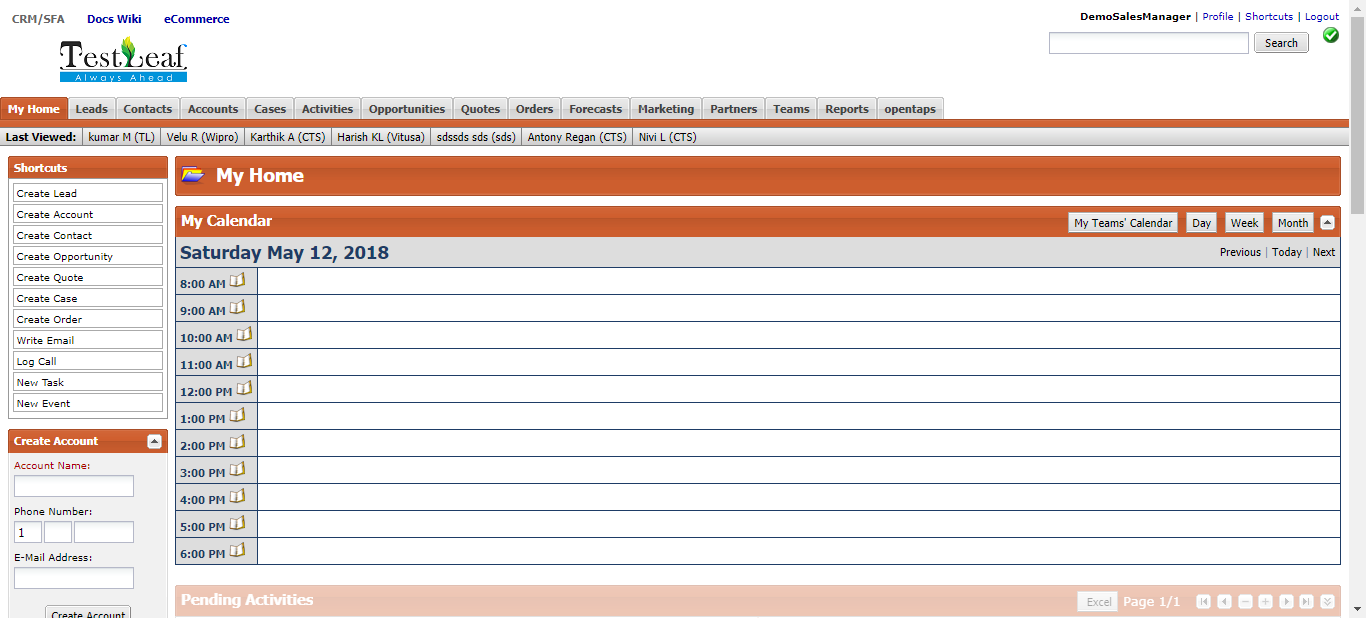 CRM/SFA Docs Wiki eCommerce
DemoSalesManager | Profile | Shortcuts | Logout
Search
TestLeaf
Always Ahead
My Home Leads Contacts Accounts Cases Activities Opportunities Quotes Orders Forecasts Marketing Partners Teams Reports opentaps
Last Viewed: kumar M (TL) Velu R (Wipro) Karthik A (CTS) Harish KL (Vitusa) sdssds sds (sds) Antony Regan (CTS) Nivi L (CTS)
Shortcuts
Create Lead
Create Account
Create Contact
Create Opportunity
Create Quote
Create Case
Create Order
Write Email
Log Call
New Task
New Event
Create Account
Account Name:
Phone Number:
1
E-Mail Address:
Create Account
My Home
My Calendar My Teams' Calendar Day Week Month
Saturday May 12, 2018 Previous | Today | Next
8:00 AM
9:00 AM
10:00 AM
11:00 AM
12:00 PM
1:00 PM
2:00 PM
3:00 PM
4:00 PM
5:00 PM
6:00 PM
Pending Activities Excel Page 1/1